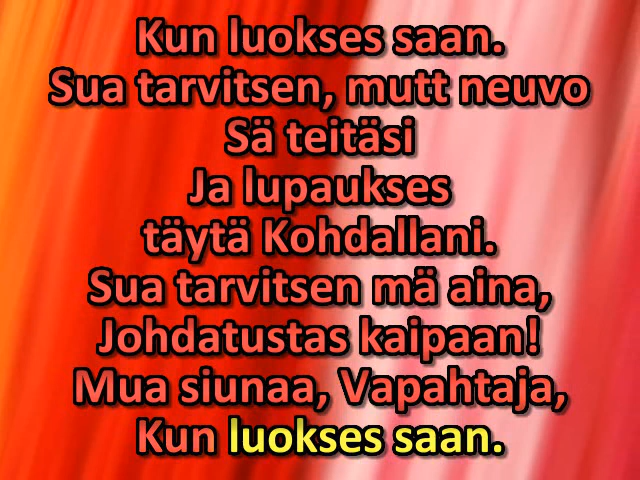 Kun luokses saan.
Sua tarvitsen, mutt neuvo
Sä teitäsi
Ja lupaukses
täytä Kohdallani.
Sua tarvitsen mä aina,
Johdatustas kaipaan!
Mua siunaa, Vapahtaja,
Kun luokses saan.